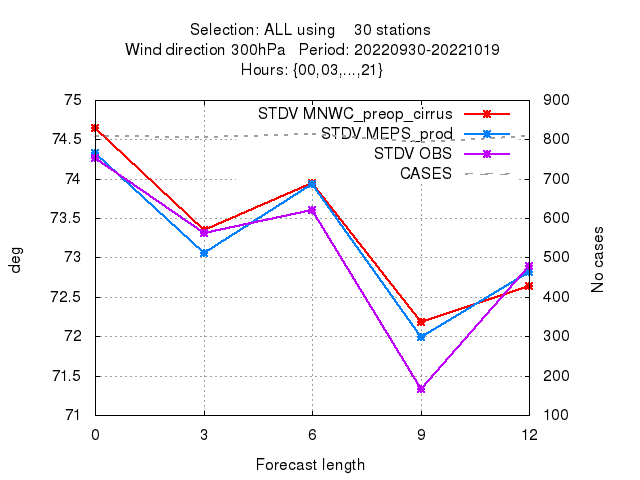 Selection: ALL using    30 stations
Wind direction 300hPa   Period: 20220930-20221019
Hours: {00,03,...,21}
75
74.5
74
73.5
73
72.5
72
71.5
71
900
800
700
600
500
400
300
200
100
STDV MNWC_preop_cirrus
STDV MEPS_prod
STDV OBS
CASES
deg
No cases
0 3 6 9 12
Forecast length